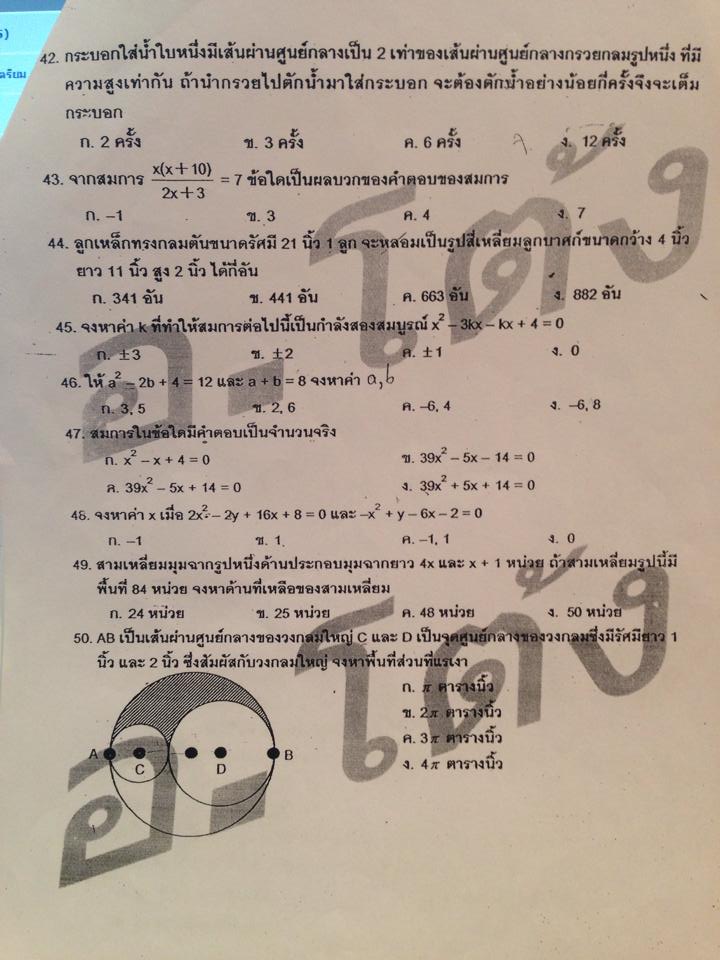 5)
ตรียม
42. กระบอกใส่น้ำใบหนึ่งมีเส้นผ่านศูนย์กลางเป็น 2 เท่าของเส้นผ่านศูนย์กลางกรวยกลมรูปหนึ่ง ที่มี
ความสูงเท่ากัน ถ้านำกรวยไปตักน้ำมาใส่กระบอก จะต้องตักน้ำอย่างน้อยกี่ครั้งจึงจะเต็ม
กระบอก
ก. 2 ครั้ง ข. 3 ครั้ง ค. 6 ครั้ง ง. 12 ครั้ง
43. จากสมการ x(x+10)/2x+3 = 7 ข้อใดเป็นผลบวกของคำตอบของสมการ
ก. –1 ข. 3 ค. 4 ง. 7
44. ลูกเหล็กทรงกลมตันขนาดรัศมี 21 นิ้ว 1 ลูก จะหลอมเป็นรูปสี่เหลี่ยมลูกบาศก์ขนาดกว้าง 4 นิ้ว
ยาว 11 นิ้ว สูง 2 นิ้ว ได้กี่อัน
ก. 341 อัน ข. 441 อัน ค. 663 อัน ง. 882 อัน
45. จงหาค่า k ที่ทำให้สมการต่อไปนี้เป็นกำลังสองสมบูรณ์ x² – 3kx – kx + 4 = 0
ก. ±3 ข. ±2 ค. ±1 ง. 0
46. ให้ a² – 2b + 4 = 12 และ a + b = 8 จงหาค่า a,b
ก. 3, 5 ข. 2, 6 ค. –6, 4 ง. –6, 8
47. สมการในข้อใดมีคำตอบเป็นจำนวนจริง
ก. x² – x + 4 = 0 ข. 39x² – 5x – 14 = 0
ค. 39x² – 5x + 14 = 0 ง. 39x² + 5x + 14 = 0
48. จงหาค่า x เมื่อ 2x² – 2y + 16x + 8 = 0 และ –x² + y – 6x – 2 = 0
ก. –1 ข. 1 ค. –1, 1 ง. 0
49. สามเหลี่ยมมุมฉากรูปหนึ่งด้านประกอบมุมฉากยาว 4x และ x + 1 หน่วย ถ้าสามเหลี่ยมรูปนี้มี
พื้นที่ 84 หน่วย จงหาด้านที่เหลือของสามเหลี่ยม
ก. 24 หน่วย ข. 25 หน่วย ค. 48 หน่วย ง. 50 หน่วย
50. AB เป็นเส้นผ่านศูนย์กลางของวงกลมใหญ่ C และ D เป็นจุดศูนย์กลางของวงกลมซึ่งมีรัศมียาว 1
นิ้ว และ 2 นิ้ว ซึ่งสัมผัสกับวงกลมใหญ่ จงหาพื้นที่ส่วนที่แรเงา
ก. π ตารางนิ้ว
ข. 2π ตารางนิ้ว
ค. 3π ตารางนิ้ว
ง. 4π ตารางนิ้ว
A C D B
อ. โต้ง
อ. โต้ง